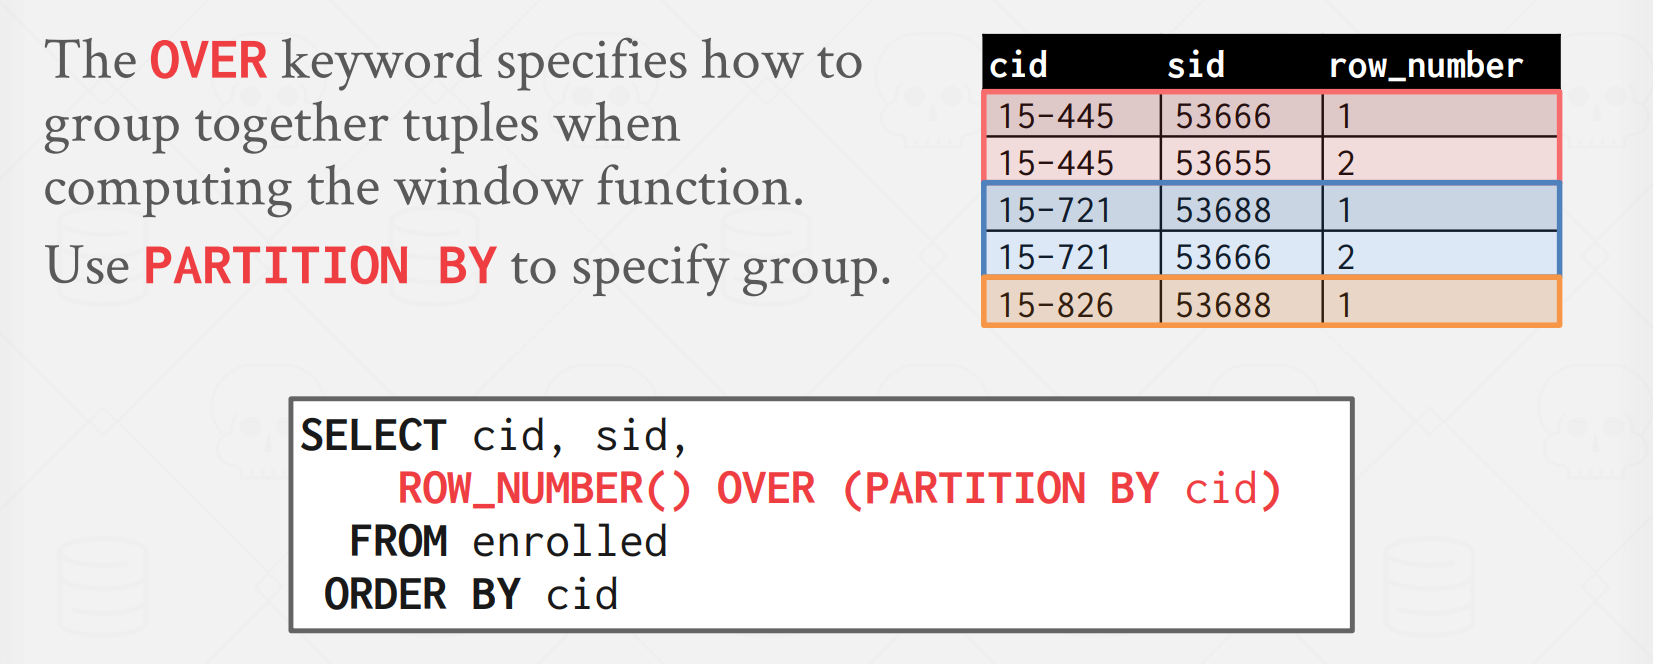 The OVER keyword specifies how to
group together tuples when
computing the window function.
Use PARTITION BY to specify group.
cid sid row_number
15-445 53666 1
15-445 53655 2
15-721 53688 1
15-721 53666 2
15-826 53688 1
SELECT cid, sid,
ROW_NUMBER() OVER (PARTITION BY cid)
FROM enrolled
ORDER BY cid